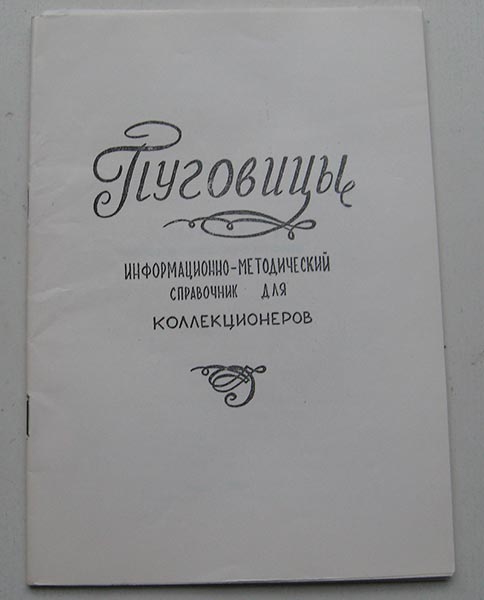 Пуговицы
ИНФОРМАЦИОННО-МЕТОДИЧЕСКИЙ
СПРАВОЧНИК ДЛЯ
КОЛЛЕКЦИОНЕРОВ